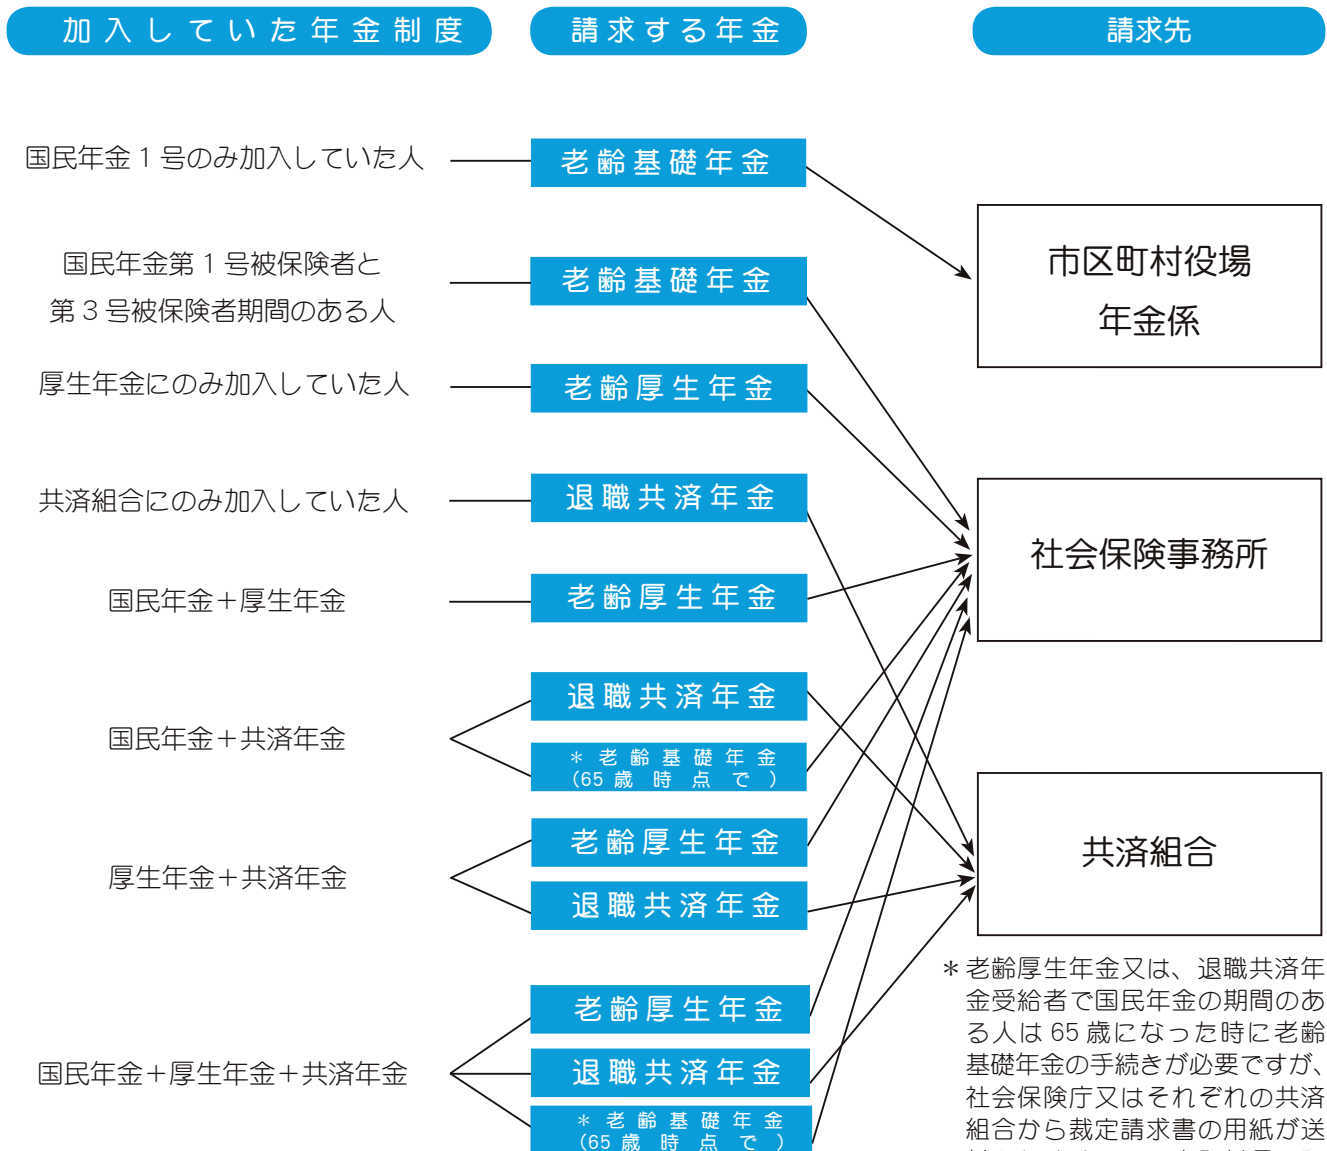 加入していた年金制度
請求する年金
請求先
国民年金1号のみ加入していた人
老齢基礎年金
国民年金第1号被保険者と
第3号被保険者期間のある人
老齢基礎年金
厚生年金にのみ加入していた人
老齢厚生年金
共済組合にのみ加入していた人
退職共済年金
国民年金+厚生年金
老齢厚生年金
国民年金+共済年金
退職共済年金
＊老齢基礎年金
(65歳時点で)
厚生年金+共済年金
老齢厚生年金
退職共済年金
国民年金+厚生年金+共済年金
老齢厚生年金
退職共済年金
＊老齢基礎年金
(65歳時点で)
市区町村役場
年金係
社会保険事務所
共済組合
＊老齢厚生年金又は、退職共済年
金受給者で国民年金の期間のあ
る人は65歳になった時に老齢
基礎年金の手続きが必要ですが、
社会保険庁又はそれぞれの共済
組合から裁定請求書の用紙が送